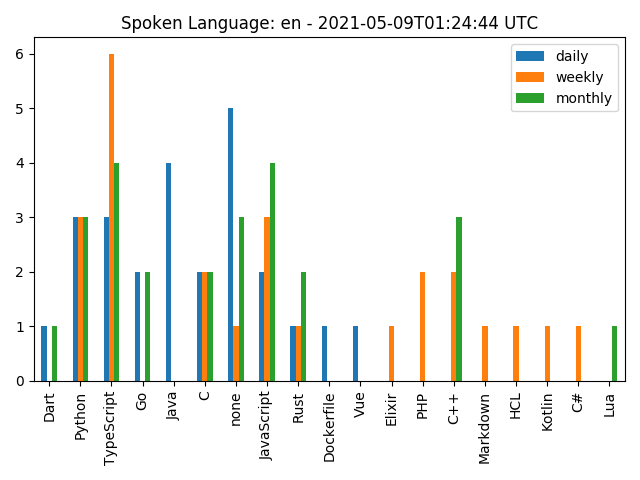 Spoken Language: en - 2021-05-09T01:24:44 UTC
daily
weekly
monthly
6
5
4
3
2
1
0
Dart
Python
TypeScript
Go
Java
C
none
JavaScript
Rust
Dockerfile
Vue
Elixir
PHP
C++
Markdown
HCL
Kotlin
C#
Lua